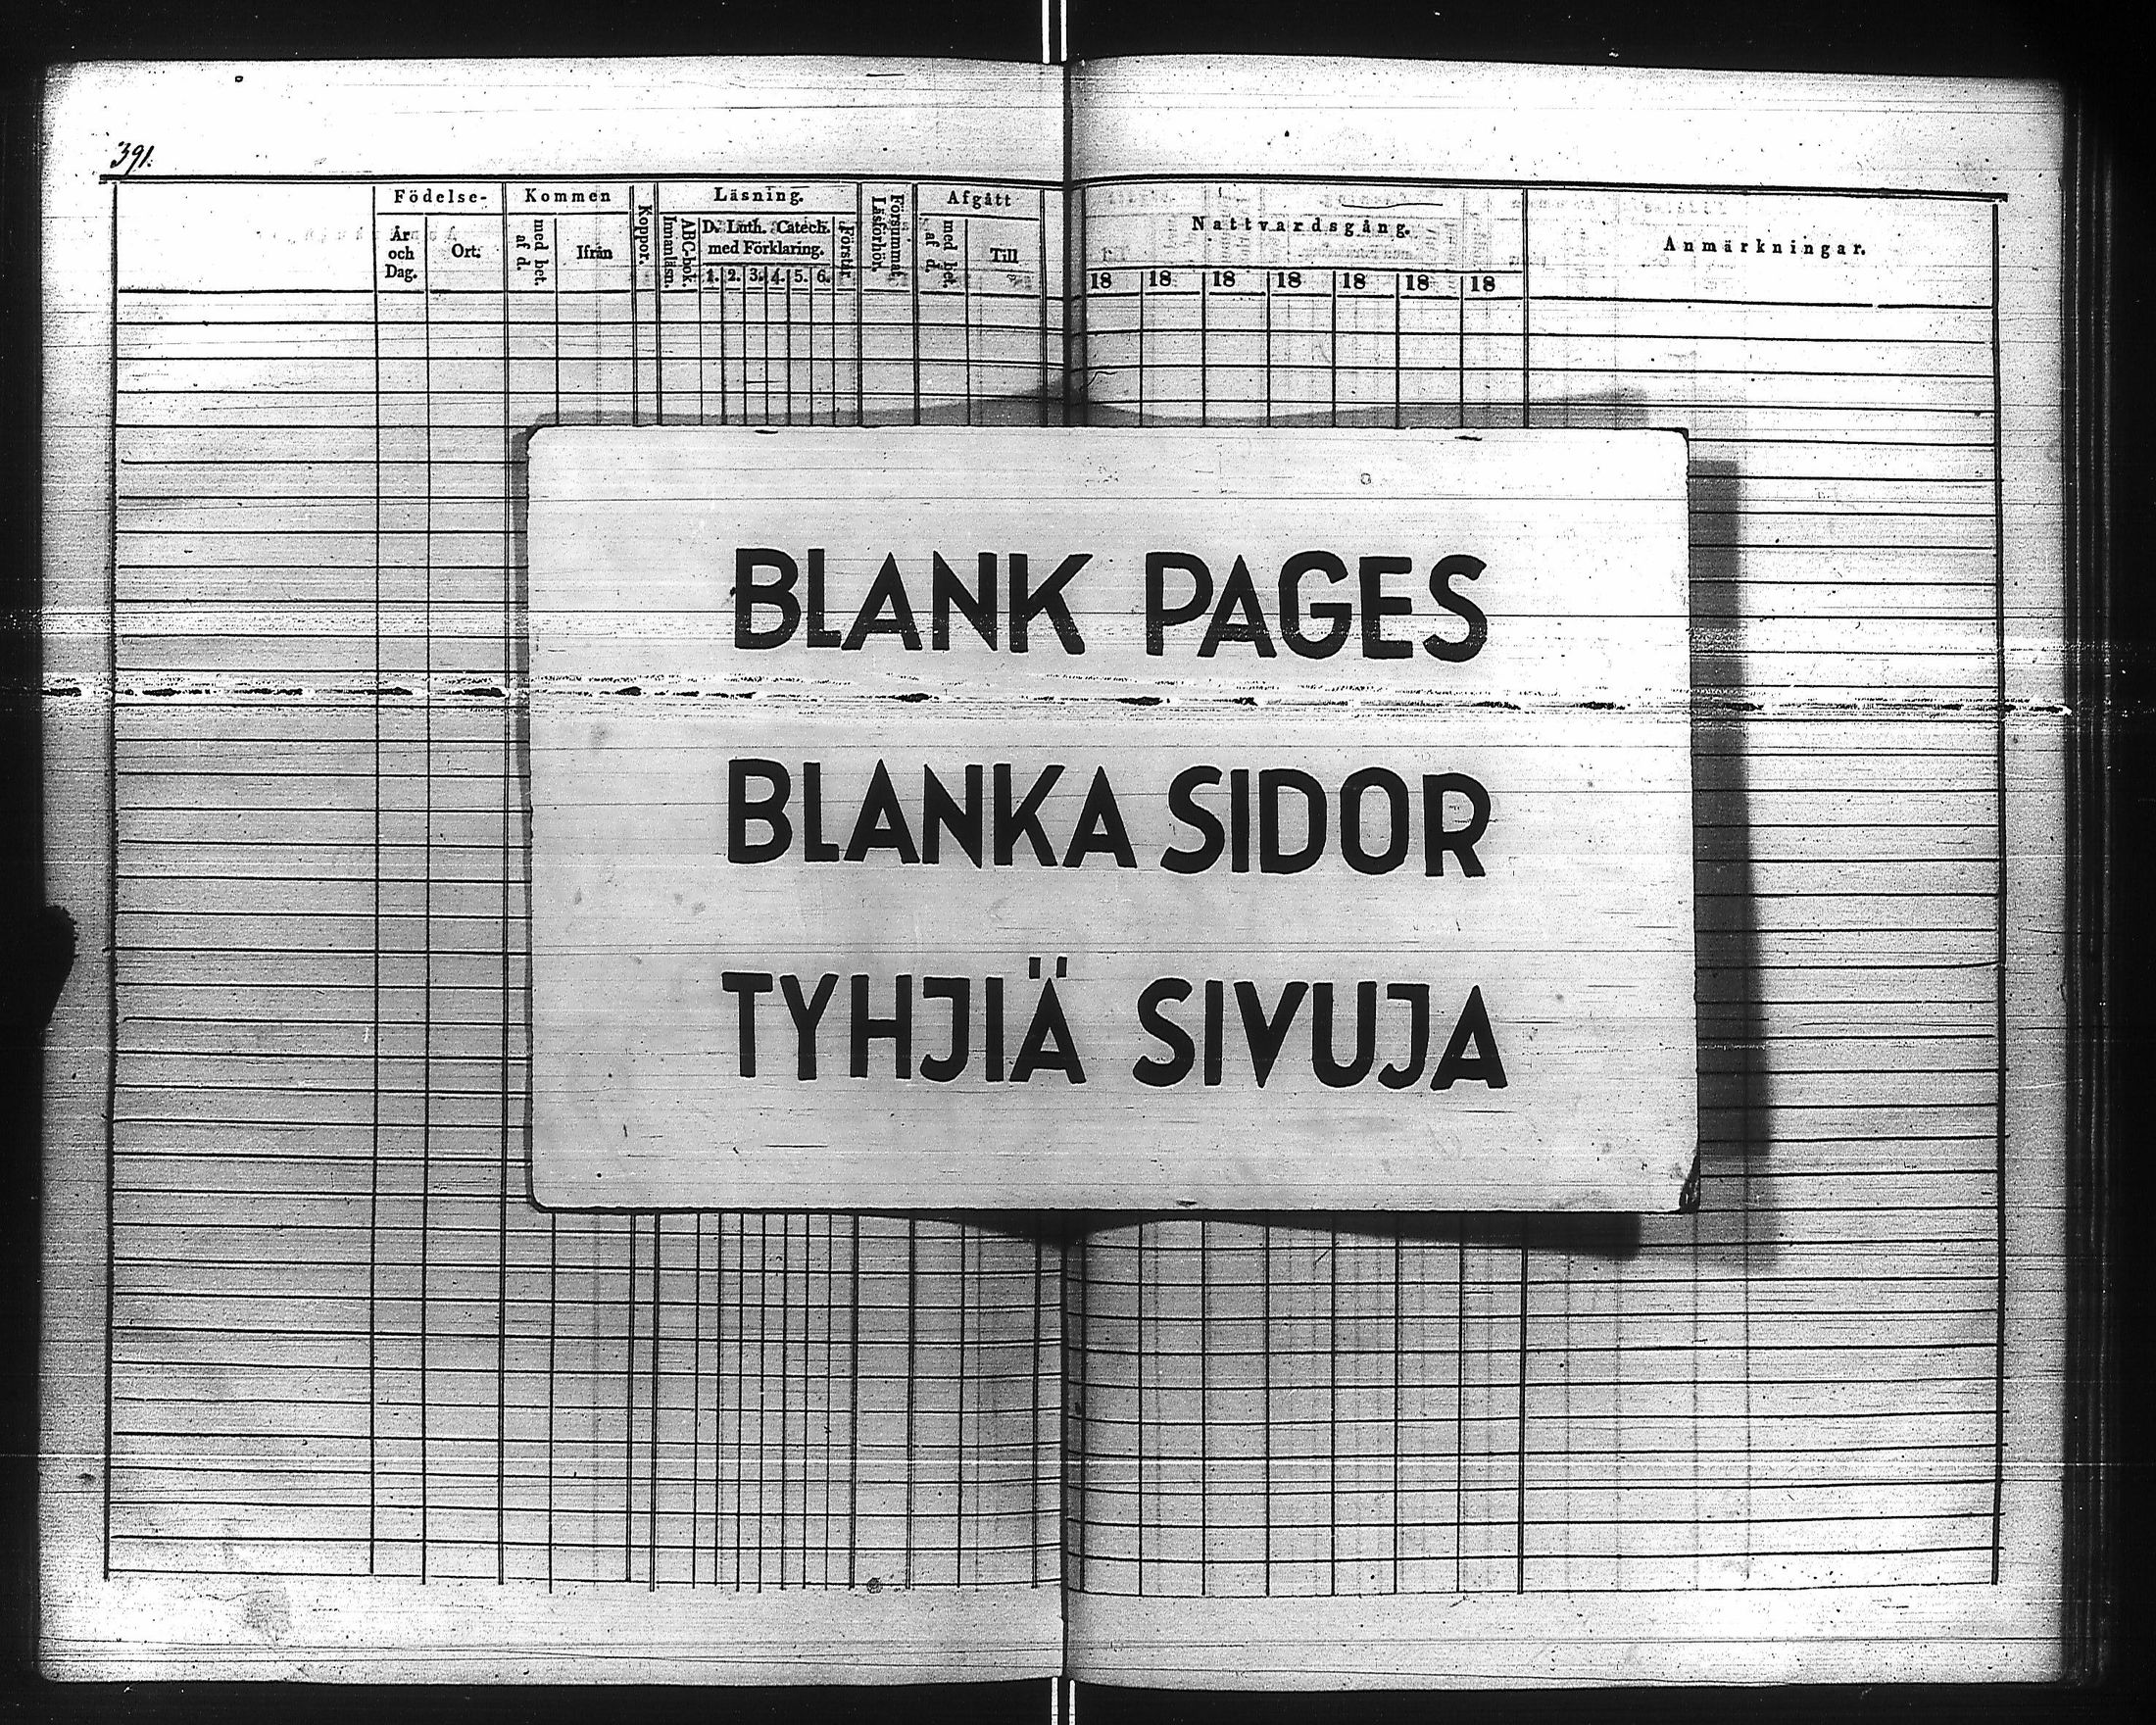 391.
Födelse-
År
och
Dag.
Ort.
Kommen
med bet.
af d.
Ifrån
Koppor.
Läsning.
ABC-bok.
Innanläsn.
D. Luth. Catech.
med Förklaring.
1. 2. 3. 4. 5. 6.
Förstår.
Försummat
Läsförhör.
Afgått
med bet.
af d.
Till
Nattvardsgång.
18 18 18 18 18 18 18
Anmärkningar.
BLANK PAGES
BLANKA SIDOR
TYHJIÄ SIVUJA